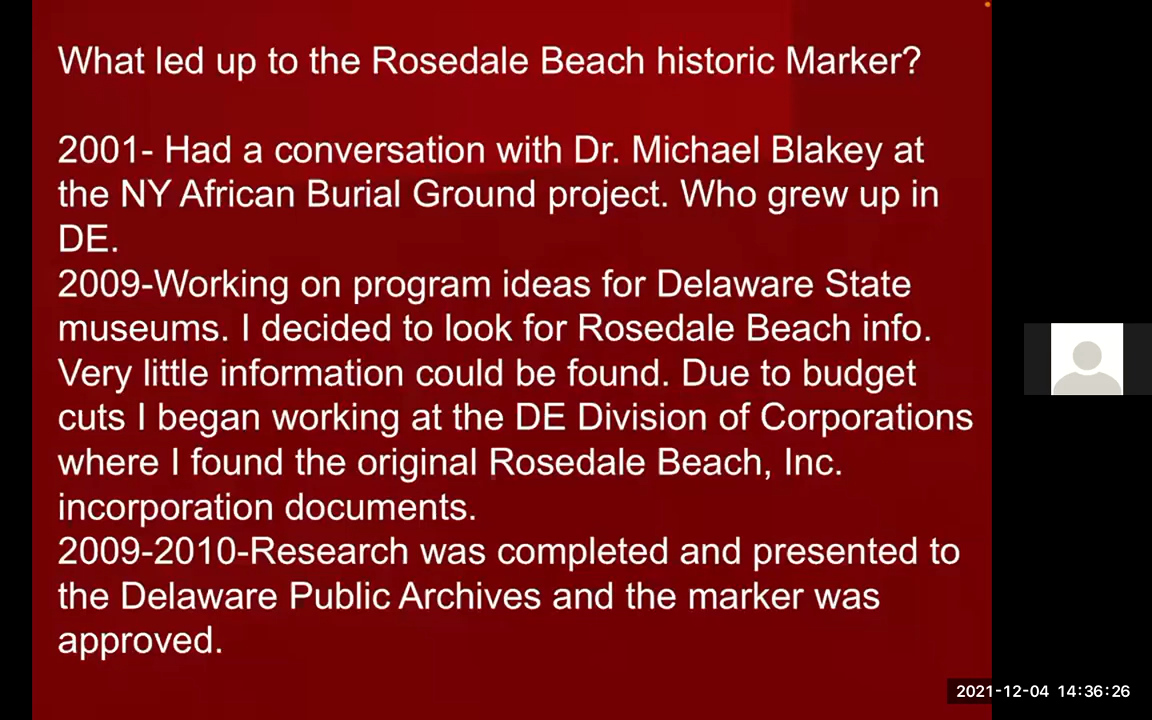 What led up to the Rosedale Beach historic Marker?
2001- Had a conversation with Dr. Michael Blakey at
the NY African Burial Ground project. Who grew up in
DE.
2009-Working on program ideas for Delaware State
museums. I decided to look for Rosedale Beach info.
Very little information could be found. Due to budget
cuts I began working at the DE Division of Corporations
where I found the original Rosedale Beach, Inc.
incorporation documents.
2009-2010-Research was completed and presented to
the Delaware Public Archives and the marker was
approved.
2021-12-04 14:36:26